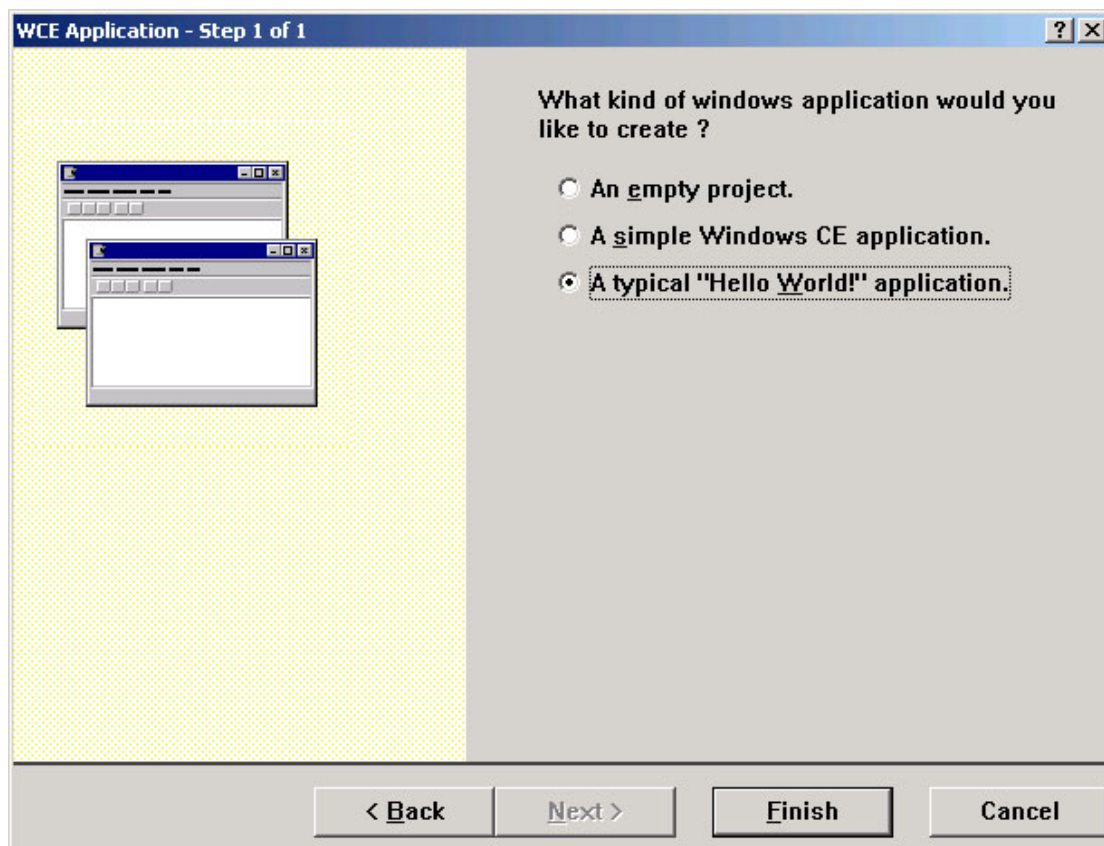 WCE Application - Step 1 of 1
What kind of windows application would you
like to create ?
An empty project.
A simple Windows CE application.
A typical "Hello World!" application.
< Back
Next >
Finish
Cancel